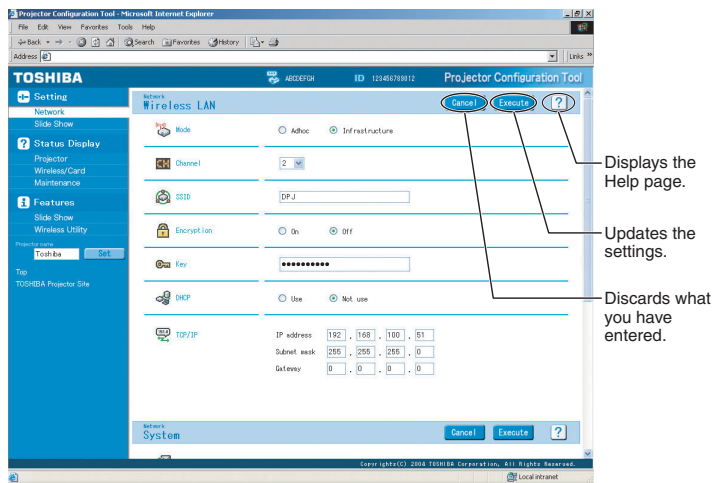 Projector Configuration Tool - Microsoft Internet Explorer
File Edit View Favorites Tools Help
Back Search Favorites History
Address Links »
TOSHIBA ABCDEFGH ID 123456789012 Projector Configuration Tool
Setting
Network
Slide Show
Status Display
Projector
Wireless/Card
Maintenance
Features
Slide Show
Wireless Utility
Projector name
Toshiba Set
Top
TOSHIBA Projector Site
Network
Wireless LAN Cancel Execute ?
Mode Adhoc Infrastructure
CH Channel 2
SSID DPJ
Encryption On Off
Key ●●●●●●●●●●
DHCP Use Not use
TCP/IP IP address 192 . 168 . 100 . 51
Subnet mask 255 . 255 . 255 . 0
Gateway 0 . 0 . 0 . 0
Network
System Cancel Execute ?
Copyrights(C) 2004 TOSHIBA Corporation, All Rights Reserved.
Local intranet
Displays the
Help page.
Updates the
settings.
Discards what
you have
entered.